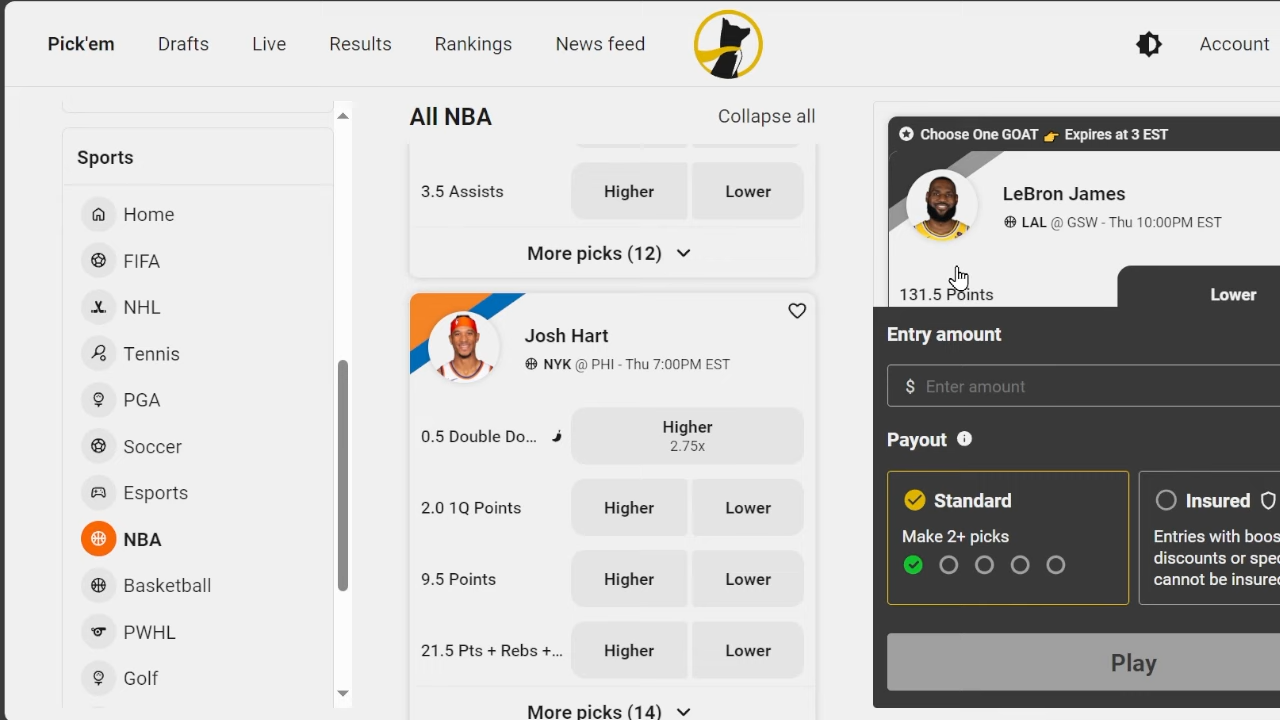 Pick'em
Drafts
Live
Results
Rankings
News feed
Account
Sports
Home
FIFA
NHL
Tennis
PGA
Soccer
Esports
NBA
Basketball
PWHL
Golf
All NBA
Collapse all
3.5 Assists
Higher
Lower
More picks (12)
Josh Hart
NYK @ PHI - Thu 7:00PM EST
0.5 Double Do...
Higher
2.75x
2.0 1Q Points
Higher
Lower
9.5 Points
Higher
Lower
21.5 Pts + Rebs +...
Higher
Lower
More picks (14)
Choose One GOAT 👉 Expires at 3 EST
LeBron James
LAL @ GSW - Thu 10:00PM EST
131.5 Points
Lower
Entry amount
$ Enter amount
Payout
Standard
Make 2+ picks
Insured
Entries with boos
discounts or spec
cannot be insured
Play